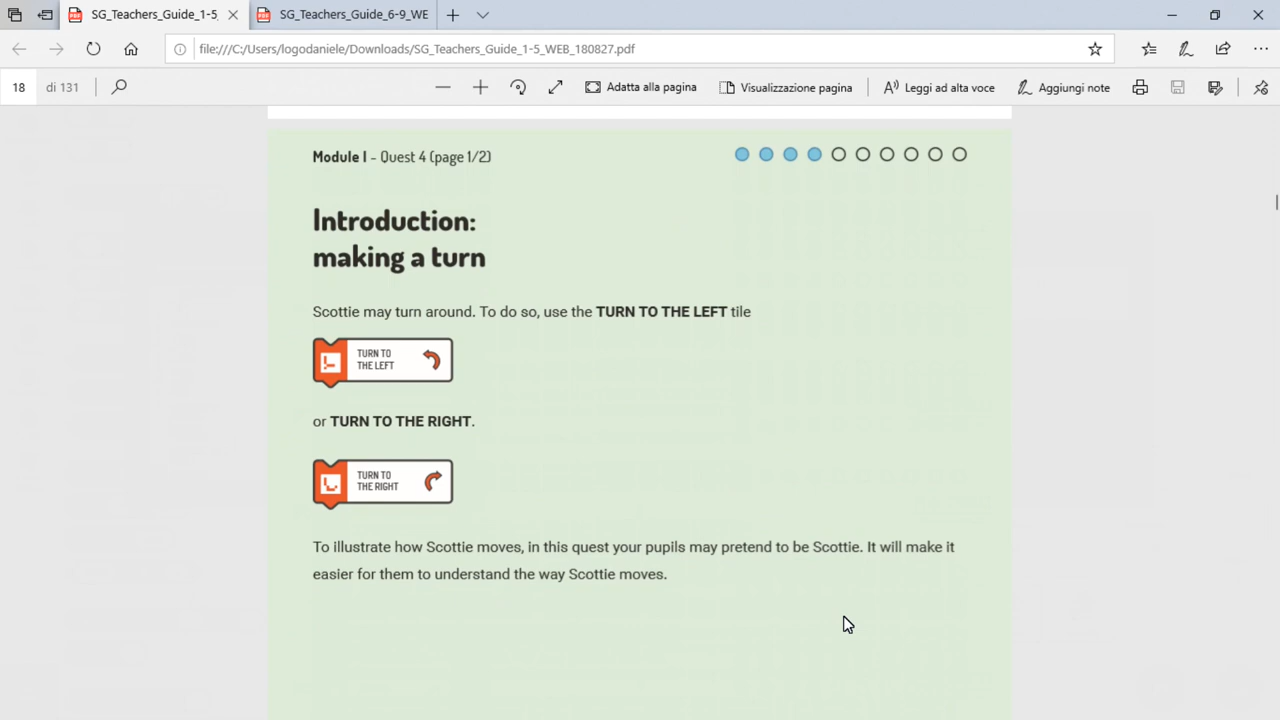 SG_Teachers_Guide_1-5_
SG_Teachers_Guide_6-9_WE
file:///C:/Users/logodaniele/Downloads/SG_Teachers_Guide_1-5_WEB_180827.pdf
18 di 131
Adatta alla pagina
Visualizzazione pagina
Leggi ad alta voce
Aggiungi note
Module I - Quest 4 (page 1/2)
Introduction:
making a turn
Scottie may turn around. To do so, use the TURN TO THE LEFT tile
TURN TO
THE LEFT
or TURN TO THE RIGHT.
TURN TO
THE RIGHT
To illustrate how Scottie moves, in this quest your pupils may pretend to be Scottie. It will make it
easier for them to understand the way Scottie moves.